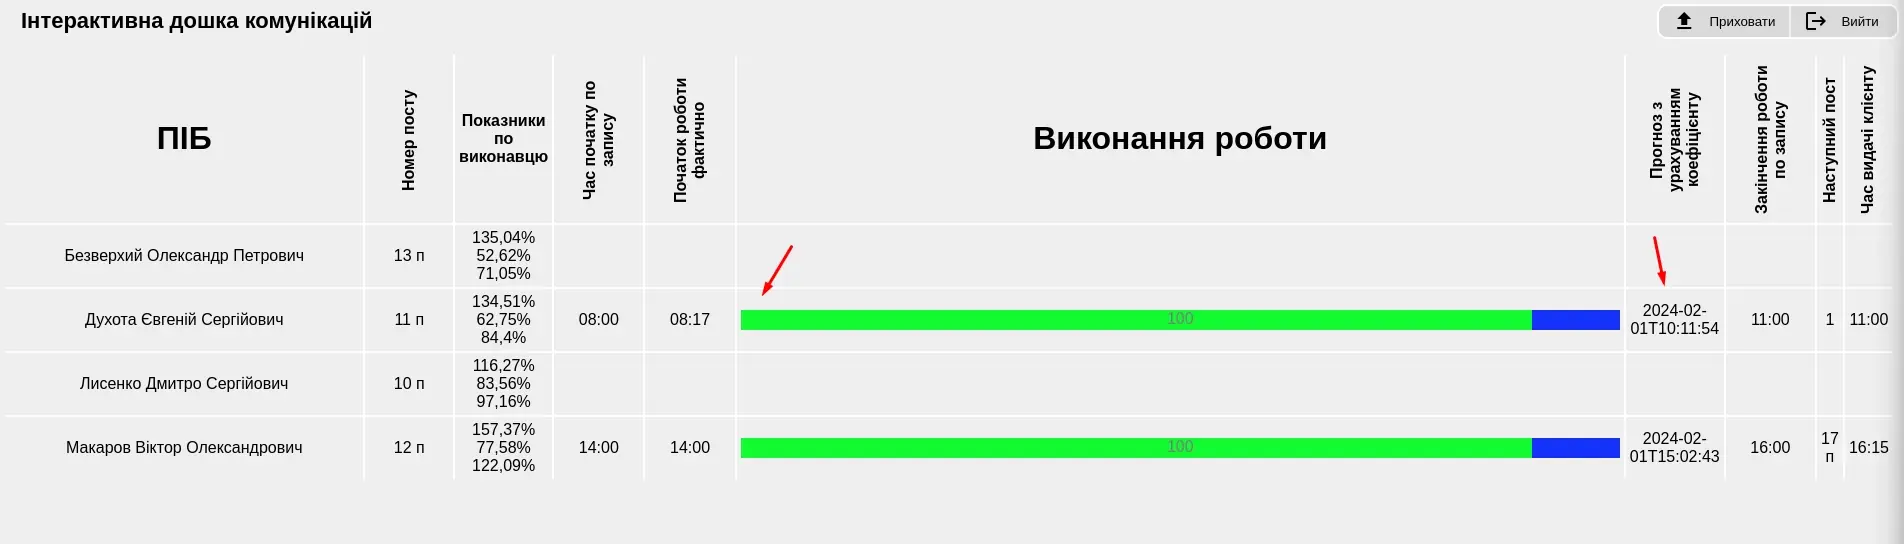 Інтерактивна дошка комунікацій
Приховати
Вийти
ПІБ
Номер посту
Показники
по
виконавцю
Час початку по
запису
Початок роботи
фактично
Виконання роботи
Прогноз з
урахуванням
коефіцієнту
Закінчення роботи
по запису
Наступний пост
Час видачі клієнту
Безверхий Олександр Петрович
13 п
135,04%
52,62%
71,05%
Духота Євгеній Сергійович
11 п
134,51%
62,75%
84,4%
08:00
08:17
100
2024-02-
01T10:11:54
11:00
1
11:00
Лисенко Дмитро Сергійович
10 п
116,27%
83,56%
97,16%
Макаров Віктор Олександрович
12 п
157,37%
77,58%
122,09%
14:00
14:00
100
2024-02-
01T15:02:43
16:00
17
п
16:15